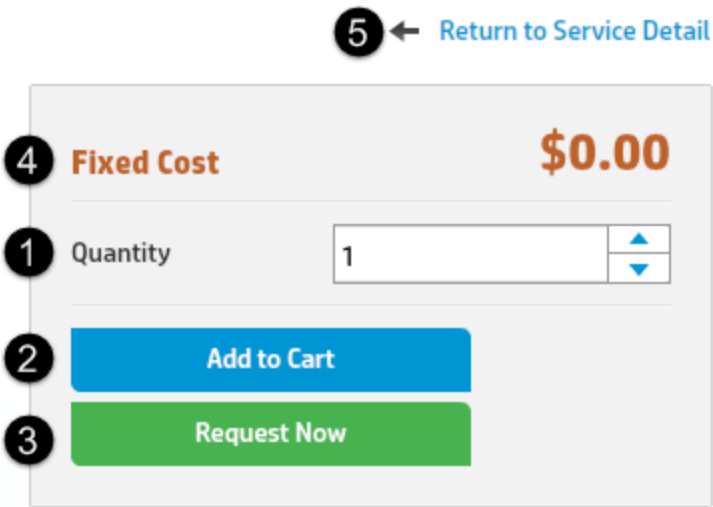 5 Return to Service Detail
4 Fixed Cost $0.00
1 Quantity 1
2 Add to Cart
3 Request Now